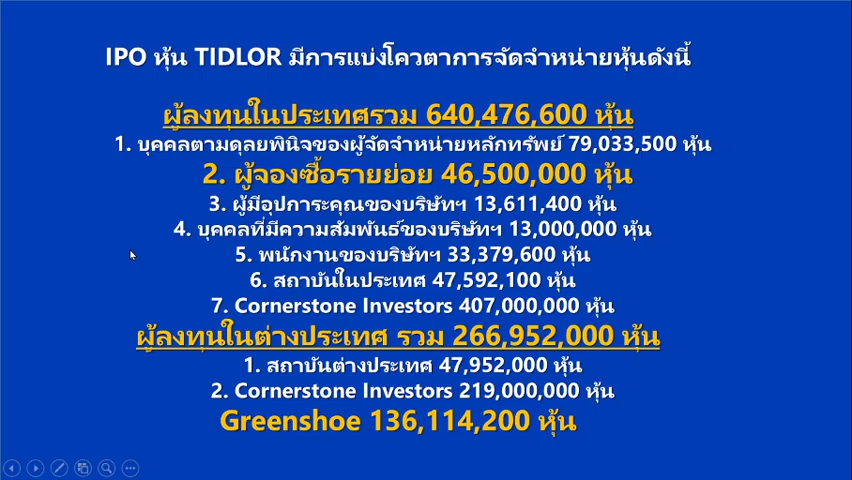 IPO หุ้น TIDLOR มีการแบ่งโควตาการจัดจำหน่ายหุ้นดังนี้
ผู้ลงทุนในประเทศรวม 640,476,600 หุ้น
1. บุคคลตามดุลยพินิจของผู้จัดจำหน่ายหลักทรัพย์ 79,033,500 หุ้น
2. ผู้จองซื้อรายย่อย 46,500,000 หุ้น
3. ผู้มีอุปการะคุณของบริษัทฯ 13,611,400 หุ้น
4. บุคคลที่มีความสัมพันธ์ของบริษัทฯ 13,000,000 หุ้น
5. พนักงานของบริษัทฯ 33,379,600 หุ้น
6. สถาบันในประเทศ 47,592,100 หุ้น
7. Cornerstone Investors 407,000,000 หุ้น
ผู้ลงทุนในต่างประเทศ รวม 266,952,000 หุ้น
1. สถาบันต่างประเทศ 47,952,000 หุ้น
2. Cornerstone Investors 219,000,000 หุ้น
Greenshoe 136,114,200 หุ้น